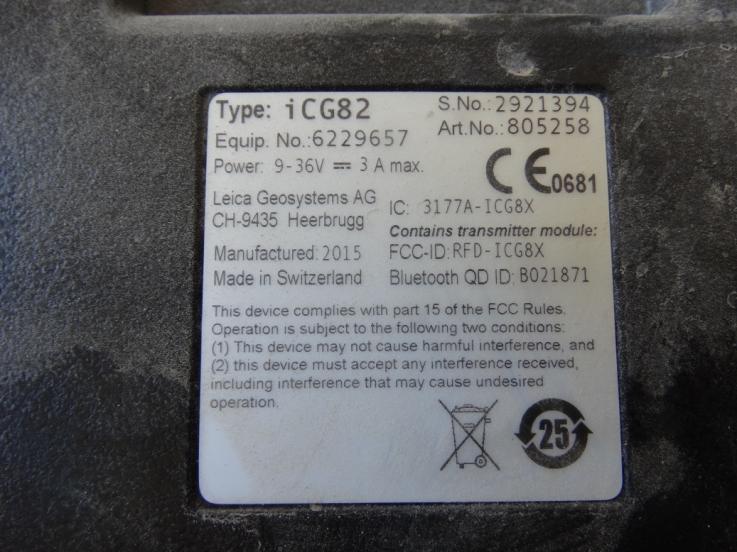 Type: iCG82
S.No.:2921394
Equip. No.:6229657
Art.No.:805258
Power: 9-36V ⎓ 3 A max.
CE0681
Leica Geosystems AG
CH-9435 Heerbrugg
IC: 3177A-ICG8X
Contains transmitter module:
Manufactured:2015
FCC-ID:RFD-ICG8X
Made in Switzerland
Bluetooth QD ID:B021871
This device complies with part 15 of the FCC Rules.
Operation is subject to the following two conditions:
(1) This device may not cause harmful interference, and
(2) this device must accept any interference received,
including interference that may cause undesired
operation.
25